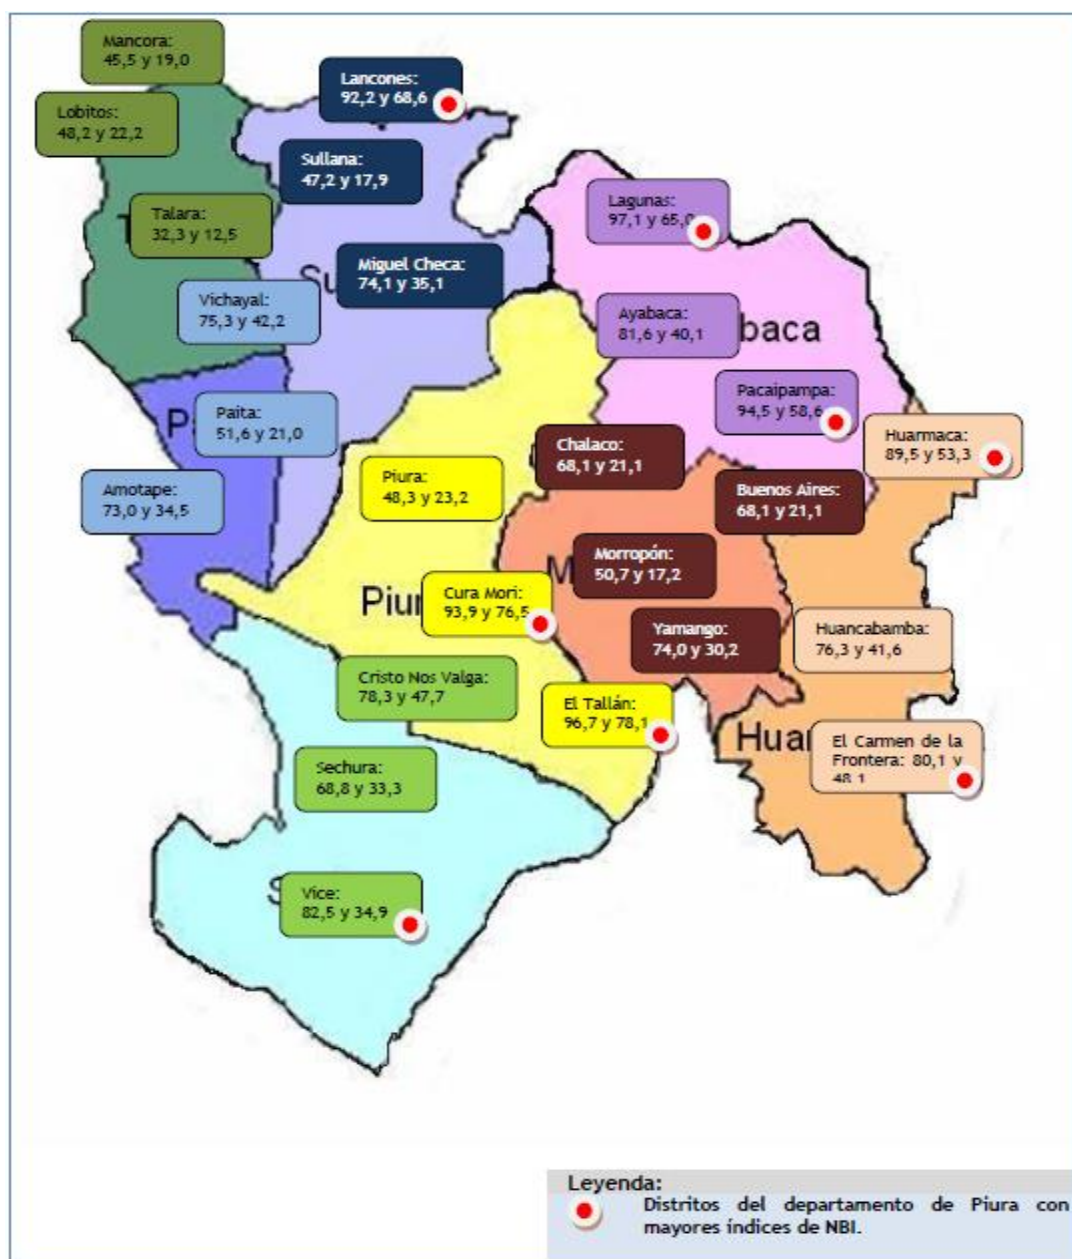 Mancora:
45,5 y 19,0
Lancones:
92,2 y 68,6
Lobitos:
48,2 y 22,2
Sullana:
47,2 y 17,9
Lagunas:
97,1 y 65,0
Talara:
32,3 y 12,5
T
Miguel Checa:
74,1 y 35,1
Su
Vichayal:
75,3 y 42,2
Ayabaca:
81,6 y 40,1
baca
Pacaipampa:
94,5 y 58,6
Paita:
51,6 y 21,0
P
Huarmaca:
89,5 y 53,3
Chalaco:
68,1 y 21,1
Piura:
48,3 y 23,2
Amotape:
73,0 y 34,5
Buenos Aires:
68,1 y 21,1
Morropón:
50,7 y 17,2
M
Cura Mori:
93,9 y 76,5
Piur
Yamango:
74,0 y 30,2
Huancabamba:
76,3 y 41,6
Cristo Nos Valga:
78,3 y 47,7
El Tallán:
96,7 y 78,1
Hua
El Carmen de la
Frontera: 80,1 y
48,1
Sechura:
68,8 y 33,3
Vice:
82,5 y 34,9
S
Leyenda:
Distritos del departamento de Piura con
mayores índices de NBI.